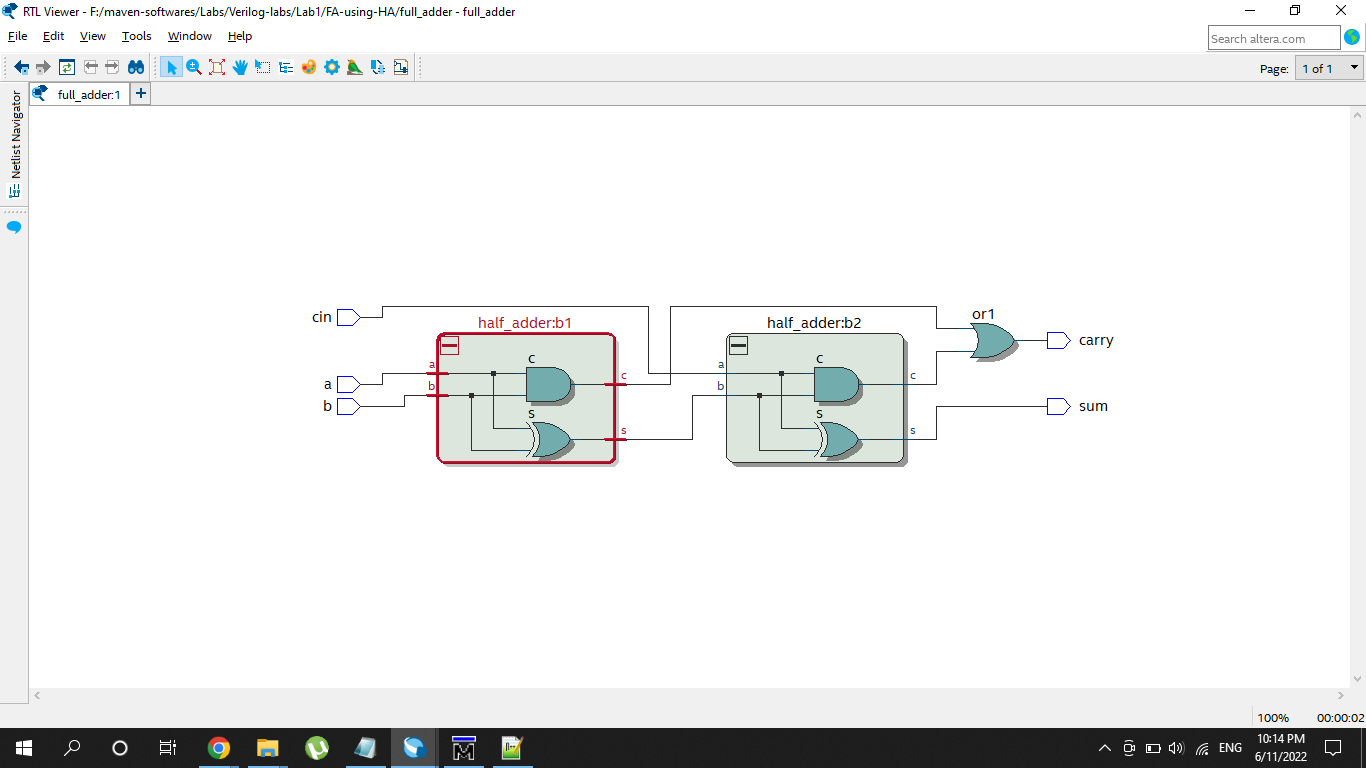 RTL Viewer - F:/maven-softwares/Labs/Verilog-labs/Lab1/FA-using-HA/full_adder - full_adder
File Edit View Tools Window Help
Search altera.com
Page: 1 of 1
full_adder:1
Netlist Navigator
cin
a
b
half_adder:b1
a
b
c
s
c
s
half_adder:b2
a
b
c
s
c
s
or1
carry
sum
100% 00:00:02
ENG
10:14 PM
6/11/2022